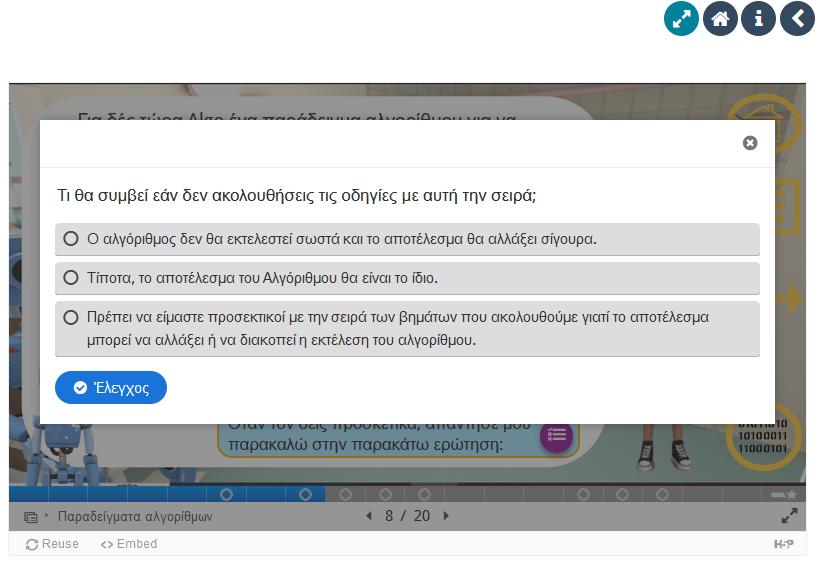 Για δές τώρα Algo ένα παράδειγμα αλγορίθμου για να
Τι θα συμβεί εάν δεν ακολουθήσεις τις οδηγίες με αυτή την σειρά;
Ο αλγόριθμος δεν θα εκτελεστεί σωστά και το αποτέλεσμα θα αλλάξει σίγουρα.
Τίποτα, το αποτέλεσμα του Αλγόριθμου θα είναι το ίδιο.
Πρέπει να είμαστε προσεκτικοί με την σειρά των βημάτων που ακολουθούμε γιατί το αποτέλεσμα
μπορεί να αλλάξει ή να διακοπεί η εκτέλεση του αλγορίθμου.
Έλεγχος
Όταν τον δεις προσεκτικά, απάντησε μου
παρακαλώ στην παρακάτω ερώτηση:
01011010
10100011
11000101
Παραδείγματα αλγορίθμων
8 / 20
Reuse
<> Embed
H5P